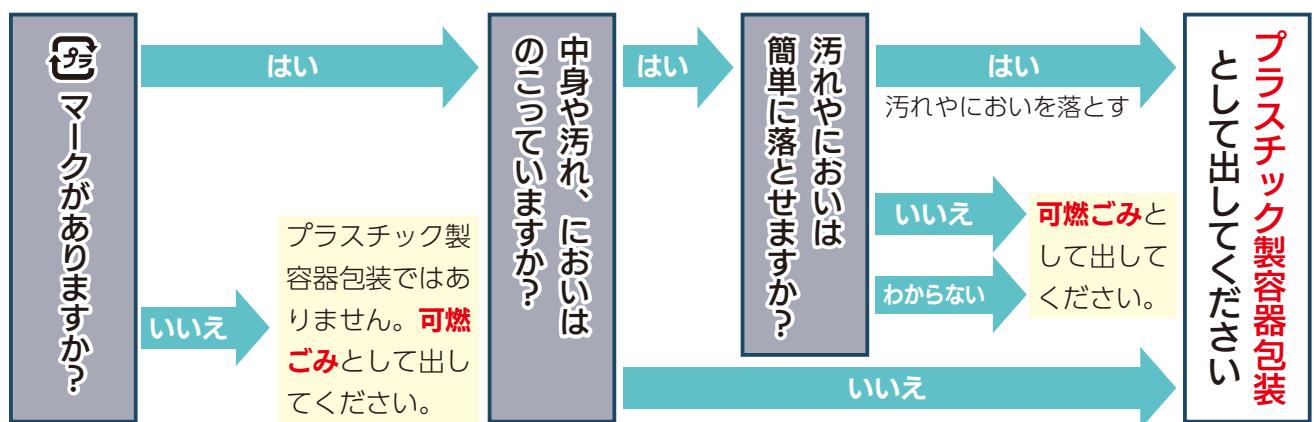 プラ
マークがありますか?
はい
いいえ
プラスチック製
容器包装ではあ
りません。可燃
ごみとして出し
てください。
中身や汚れ、においは
のこっていますか?
はい
いいえ
汚れやにおいは
簡単に落とせますか?
はい
汚れやにおいを落とす
いいえ
わからない
可燃ごみと
して出して
ください。
プラスチック製容器包装
として出してください